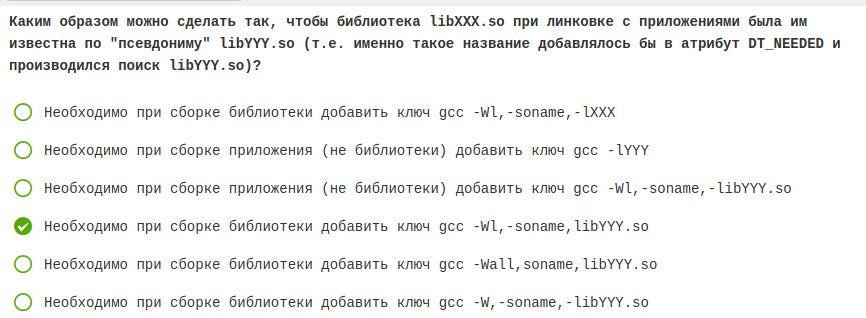 Каким образом можно сделать так, чтобы библиотека libXXX.so при линковке с приложениями была им
известна по "псевдониму" libYYY.so (т.е. именно такое название добавлялось бы в атрибут DT_NEEDED и
производился поиск libYYY.so)?
Необходимо при сборке библиотеки добавить ключ gcc -Wl,-soname,-lXXX
Необходимо при сборке приложения (не библиотеки) добавить ключ gcc -lYYY
Необходимо при сборке приложения (не библиотеки) добавить ключ gcc -Wl,-soname,-libYYY.so
Необходимо при сборке библиотеки добавить ключ gcc -Wl,-soname,libYYY.so
Необходимо при сборке библиотеки добавить ключ gcc -Wall,soname,libYYY.so
Необходимо при сборке библиотеки добавить ключ gcc -W,-soname,-libYYY.so